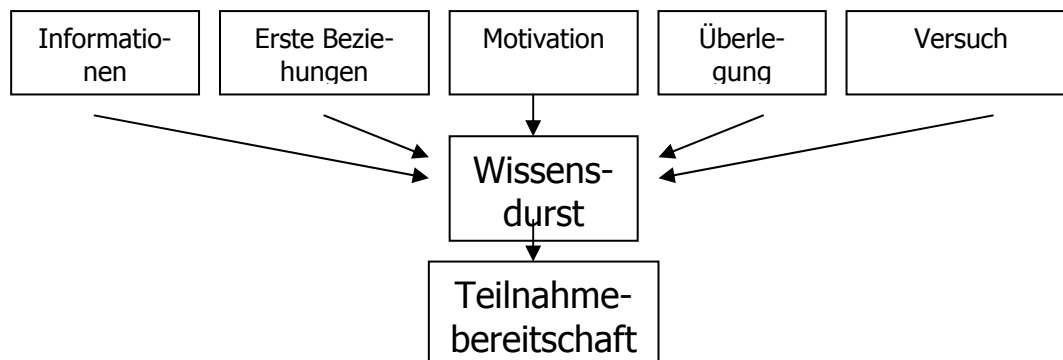 Informatio-
nen
Erste Bezie-
hungen
Motivation
Überle-
gung
Versuch
Wissens-
durst
Teilnahme-
bereitschaft